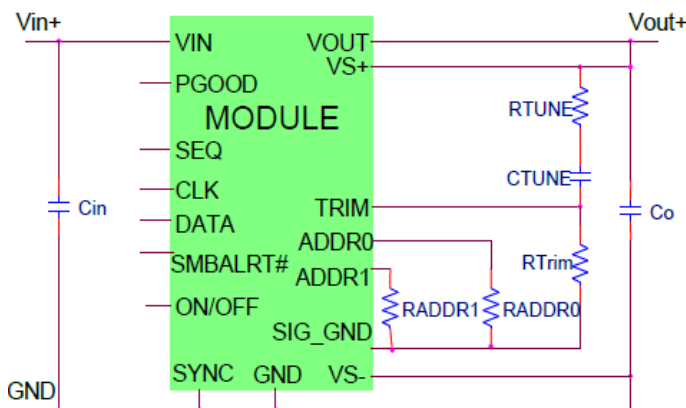 Vin+
Vout+
VIN
VOUT
VS+
PGOOD
RTUNE
MODULE
SEQ
CTUNE
CLK
Cin
TRIM
Co
DATA
ADDR0
SMBALRT#
RTrim
ADDR1
ON/OFF
RADDR1
RADDR0
SIG_GND
SYNC
GND
VS-
GND